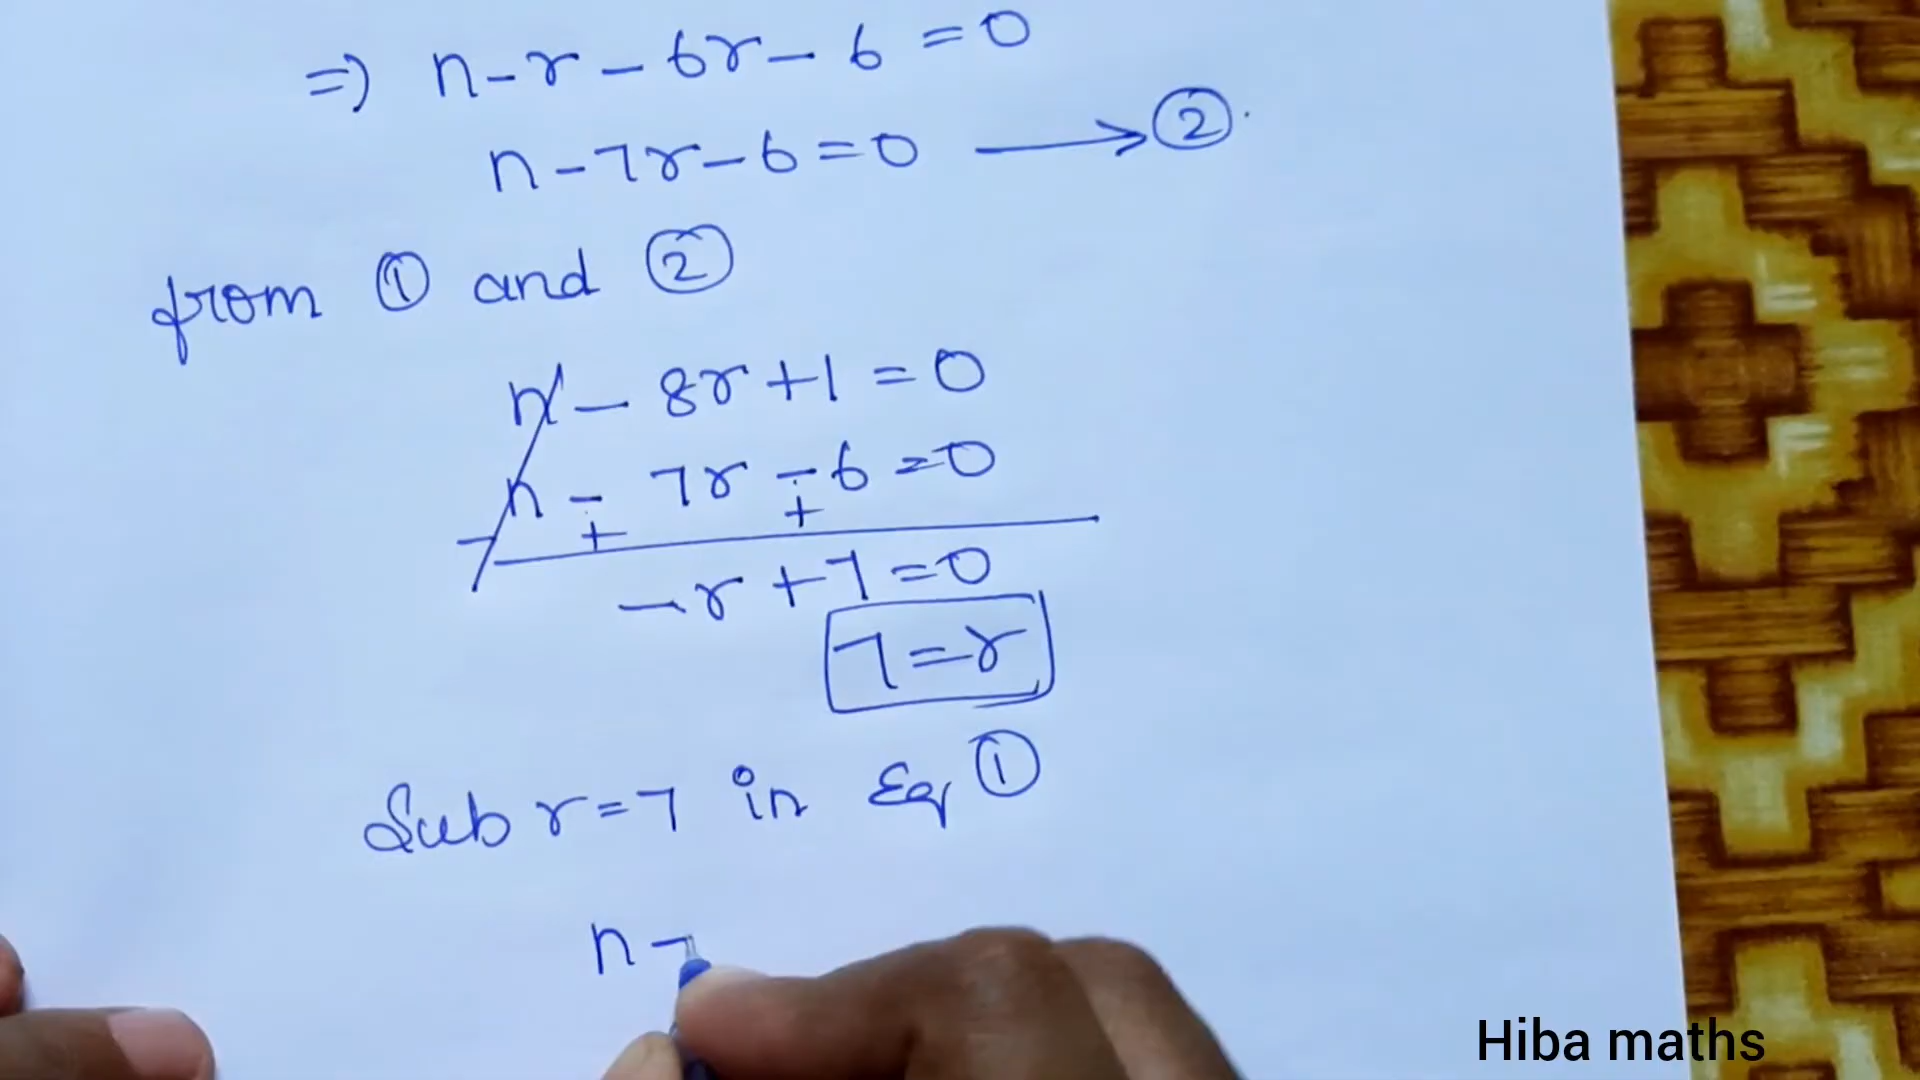 =) n - r - 6r - 6 = 0
n - 7r - 6 = 0 ⟶ ②
from ① and ②
n - 8r + 1 = 0
n - 7r - 6 = 0
- + +
- r + 7 = 0
7 = r
Sub r = 7 in Eq ①
n -
Hiba maths